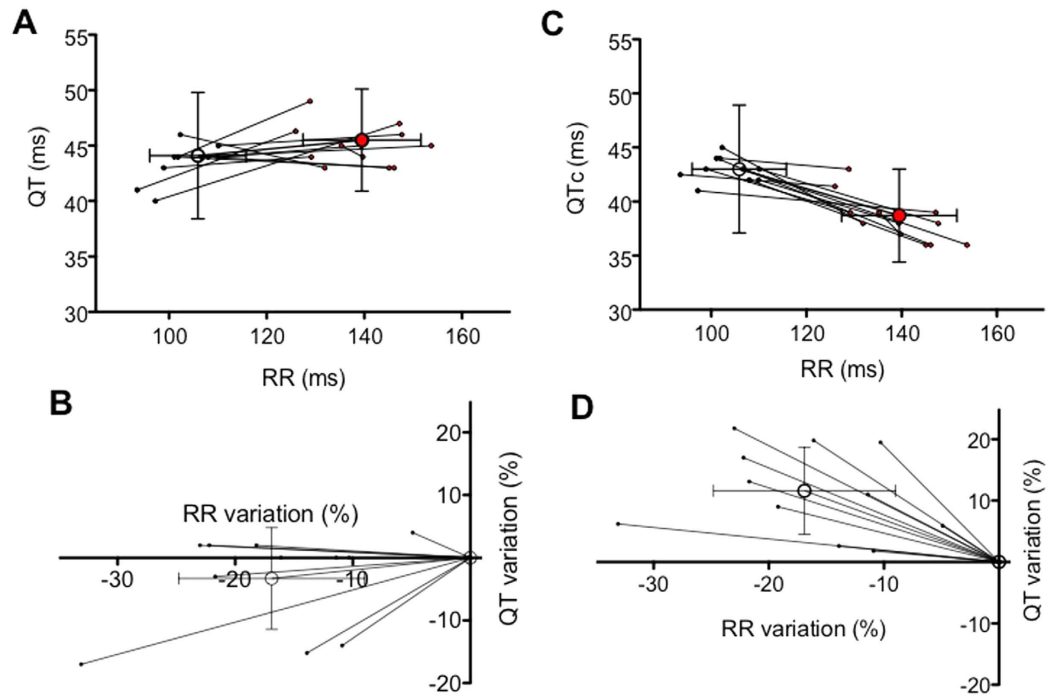 A
55
50
45
40
35
30
QT (ms)
100 120 140 160
RR (ms)
C
55
50
45
40
35
30
QTc (ms)
100 120 140 160
RR (ms)
B
20
10
-10
-20
QT variation (%)
RR variation (%)
-30 -20 -10
D
20
10
-10
-20
QT variation (%)
-30 -20 -10
RR variation (%)